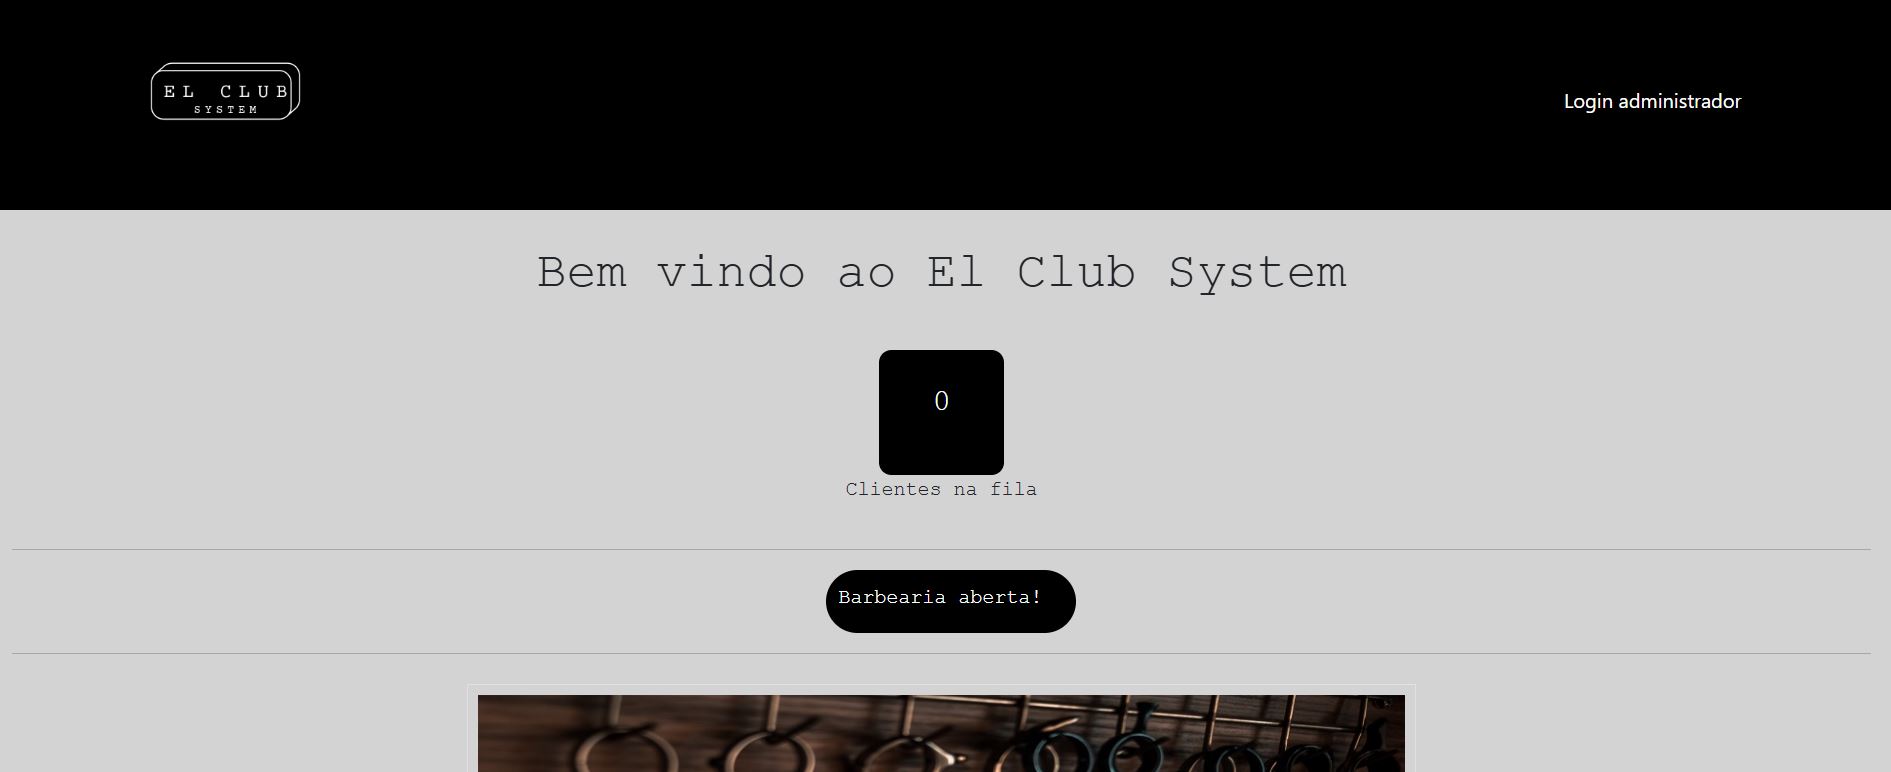 EL CLUB
SYSTEM
Login administrador
Bem vindo ao El Club System
0
Clientes na fila
Barbearia aberta!